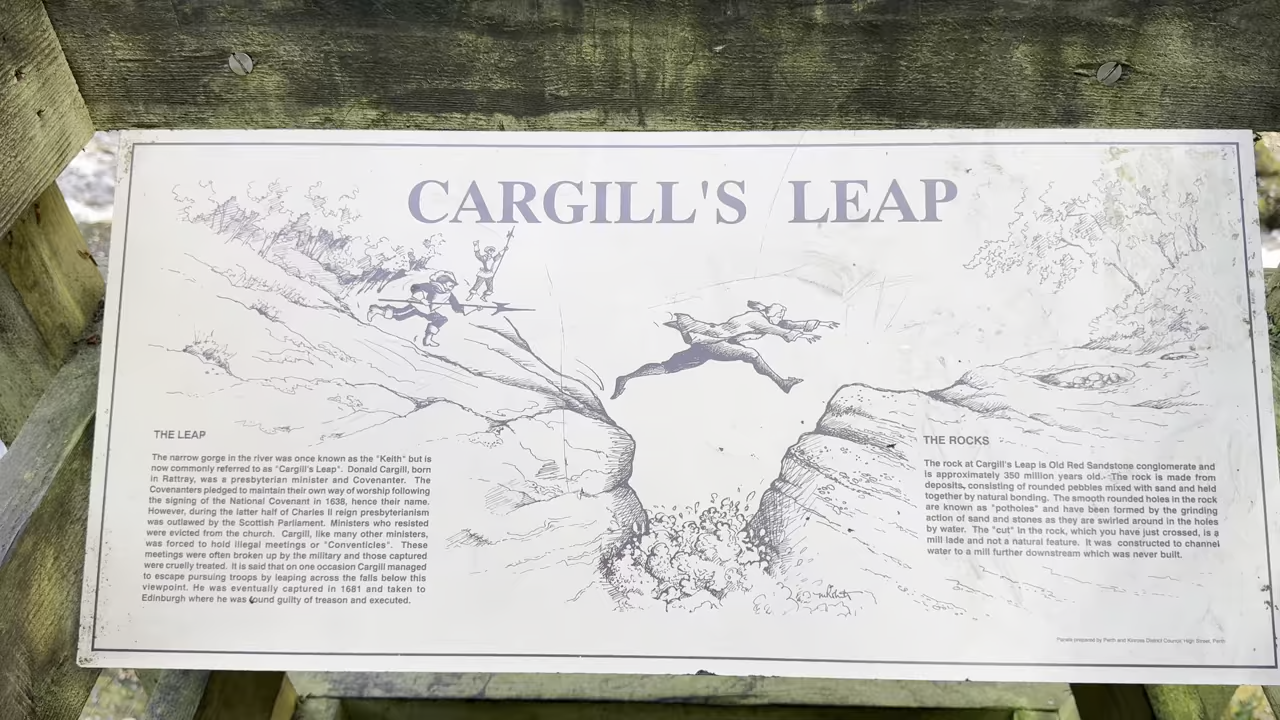 CARGILL'S LEAP
THE LEAP
The narrow gorge in the river was once known as the "Keith" but is
now commonly referred to as "Cargill's Leap". Donald Cargill, born
in Rattray, was a presbyterian minister and Covenanter. The
Covenanters pledged to maintain their own way of worship following
the signing of the National Covenant in 1638, hence their name.
However, during the latter half of Charles II reign presbyterianism
was outlawed by the Scottish Parliament. Ministers who resisted
were evicted from the church. Cargill, like many other ministers,
was forced to hold illegal meetings or "Conventicles". These
meetings were often broken up by the military and those captured
were cruelly treated. It is said that on one occasion Cargill managed
to escape pursuing troops by leaping across the falls below this
viewpoint. He was eventually captured in 1681 and taken to
Edinburgh where he was found guilty of treason and executed.
THE ROCKS
The rock at Cargill's Leap is Old Red Sandstone conglomerate and
is approximately 350 million years old. The rock is made from
deposits, consisting of rounded pebbles mixed with sand and held
together by natural bonding. The smooth rounded holes in the rock
are known as "potholes" and have been formed by the grinding
action of sand and stones as they are swirled around in the holes
by water. The "cut" in the rock, which you have just crossed, is a
mill lade and not a natural feature. It was constructed to channel
water to a mill further downstream which was never built.
Panels prepared by Perth and Kinross District Council, High Street, Perth